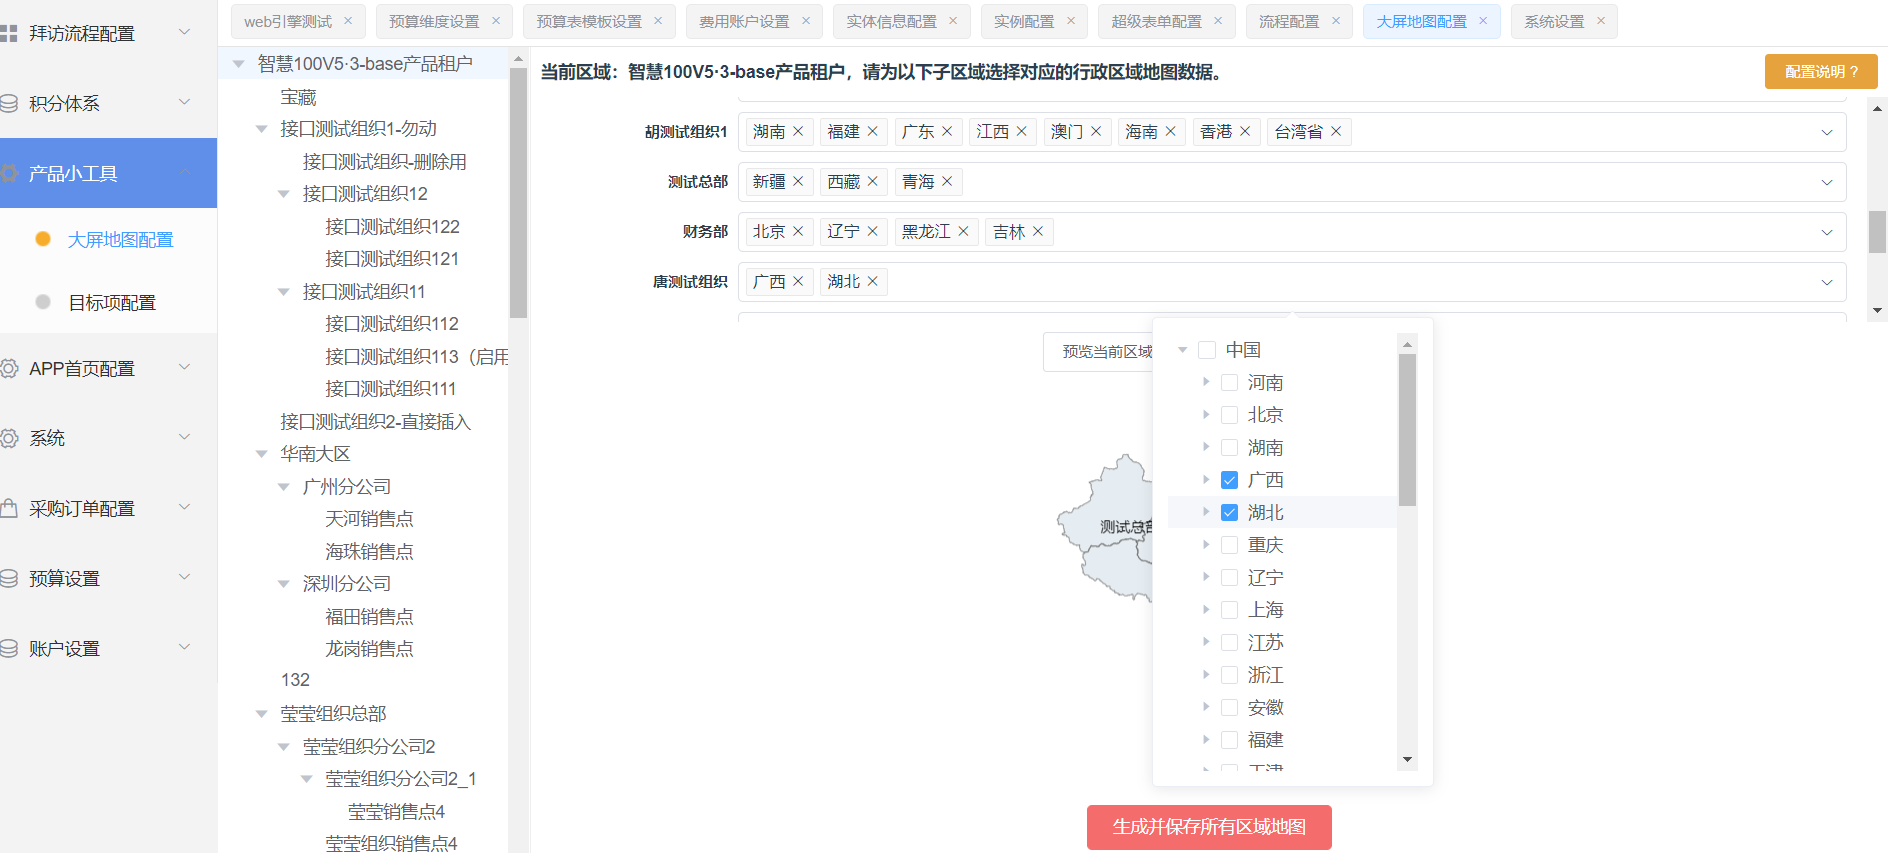 拜访流程配置
积分体系
产品小工具
大屏地图配置
目标项配置
APP首页配置
系统
采购订单配置
预算设置
账户设置
web引擎测试
预算维度设置
预算表模板设置
费用账户设置
实体信息配置
实例配置
超级表单配置
流程配置
大屏地图配置
系统设置
智慧100V5·3-base产品租户
宝藏
接口测试组织1-勿动
接口测试组织-删除用
接口测试组织12
接口测试组织122
接口测试组织121
接口测试组织11
接口测试组织112
接口测试组织113（启用
接口测试组织111
接口测试组织2-直接插入
华南大区
广州分公司
天河销售点
海珠销售点
深圳分公司
福田销售点
龙岗销售点
132
莹莹组织总部
莹莹组织分公司2
莹莹组织分公司2_1
莹莹销售点4
莹莹组织销售点4
当前区域：智慧100V5·3-base产品租户，请为以下子区域选择对应的行政区域地图数据。
配置说明 ?
胡测试组织1 湖南 福建 广东 江西 澳门 海南 香港 台湾省
测试总部 新疆 西藏 青海
财务部 北京 辽宁 黑龙江 吉林
唐测试组织 广西 湖北
预览当前区域
测试总部
中国
河南
北京
湖南
广西
湖北
重庆
辽宁
上海
江苏
浙江
安徽
福建
天津
生成并保存所有区域地图